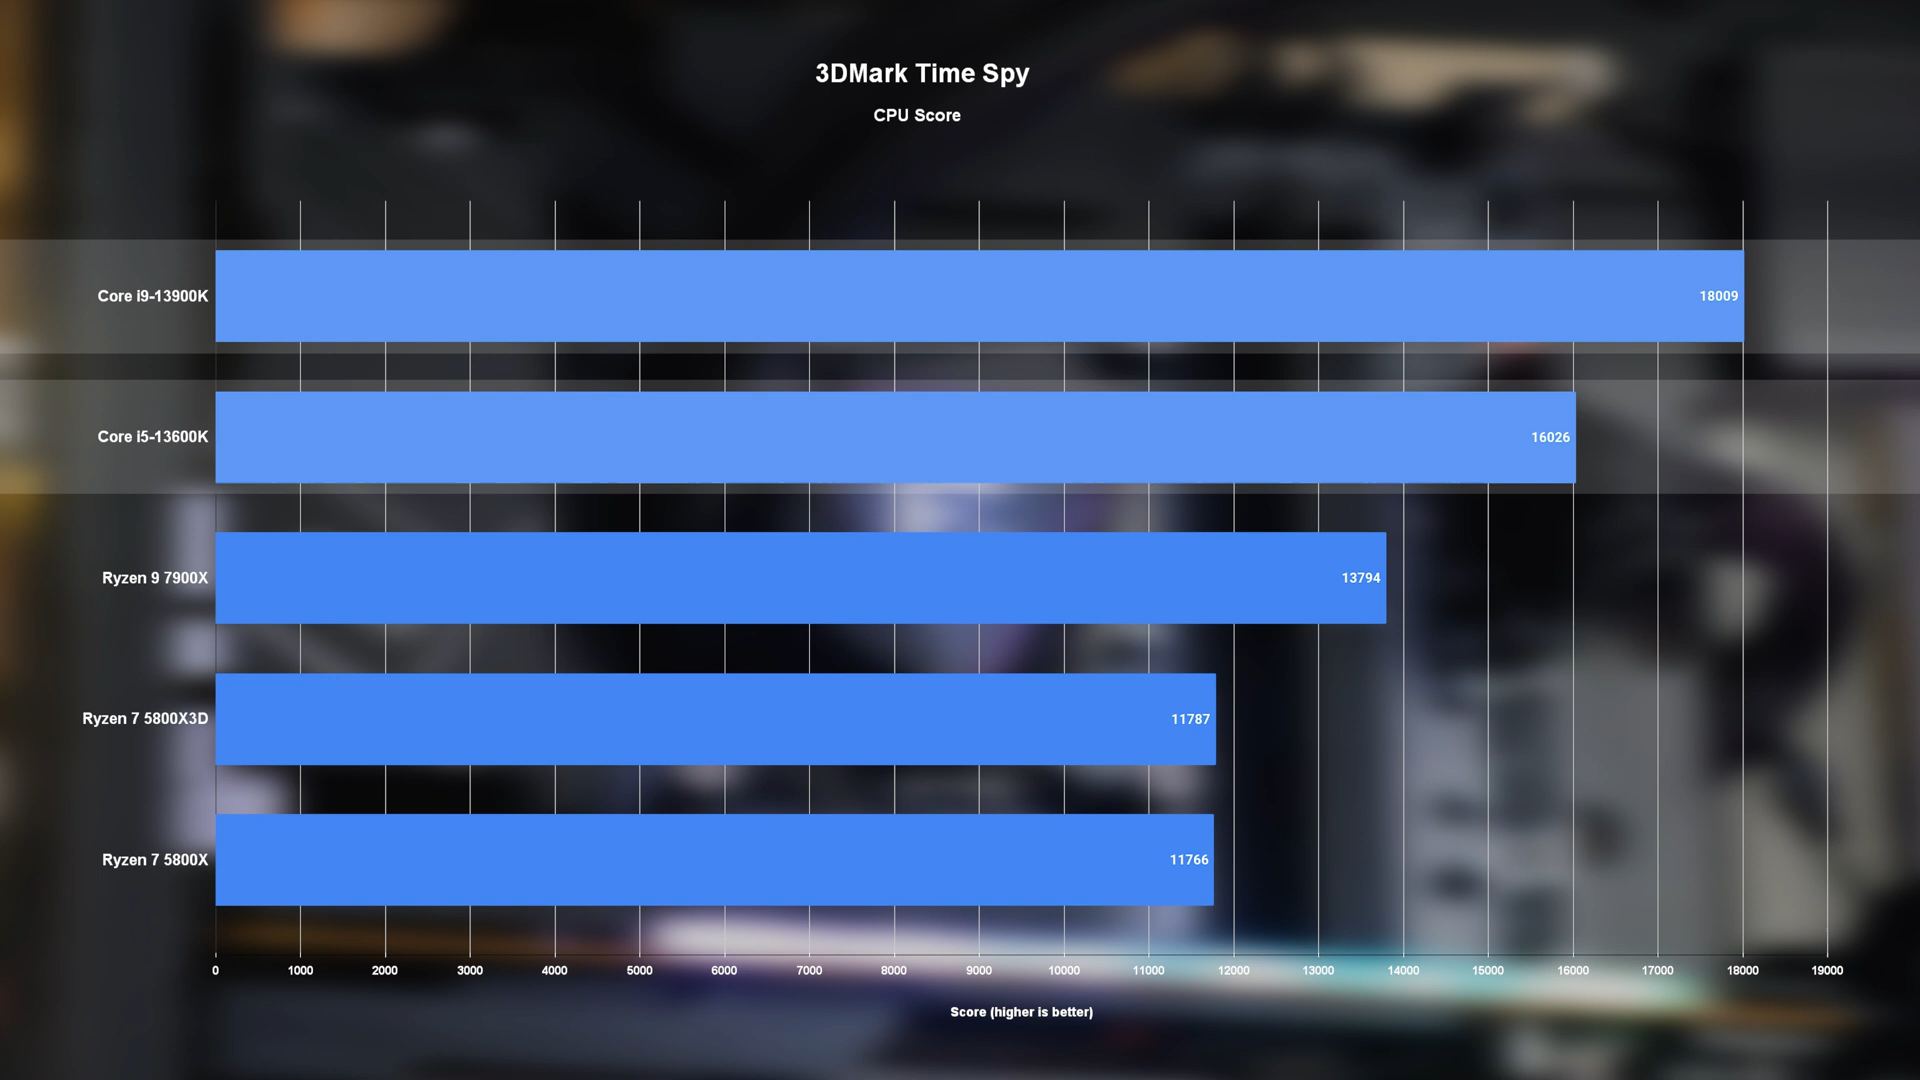 3DMark Time Spy
CPU Score
Core i9-13900K
18009
Core i5-13600K
16026
Ryzen 9 7900X
13794
Ryzen 7 5800X3D
11787
Ryzen 7 5800X
11766
0 1000 2000 3000 4000 5000 6000 7000 8000 9000 10000 11000 12000 13000 14000 15000 16000 17000 18000 19000
Score (higher is better)